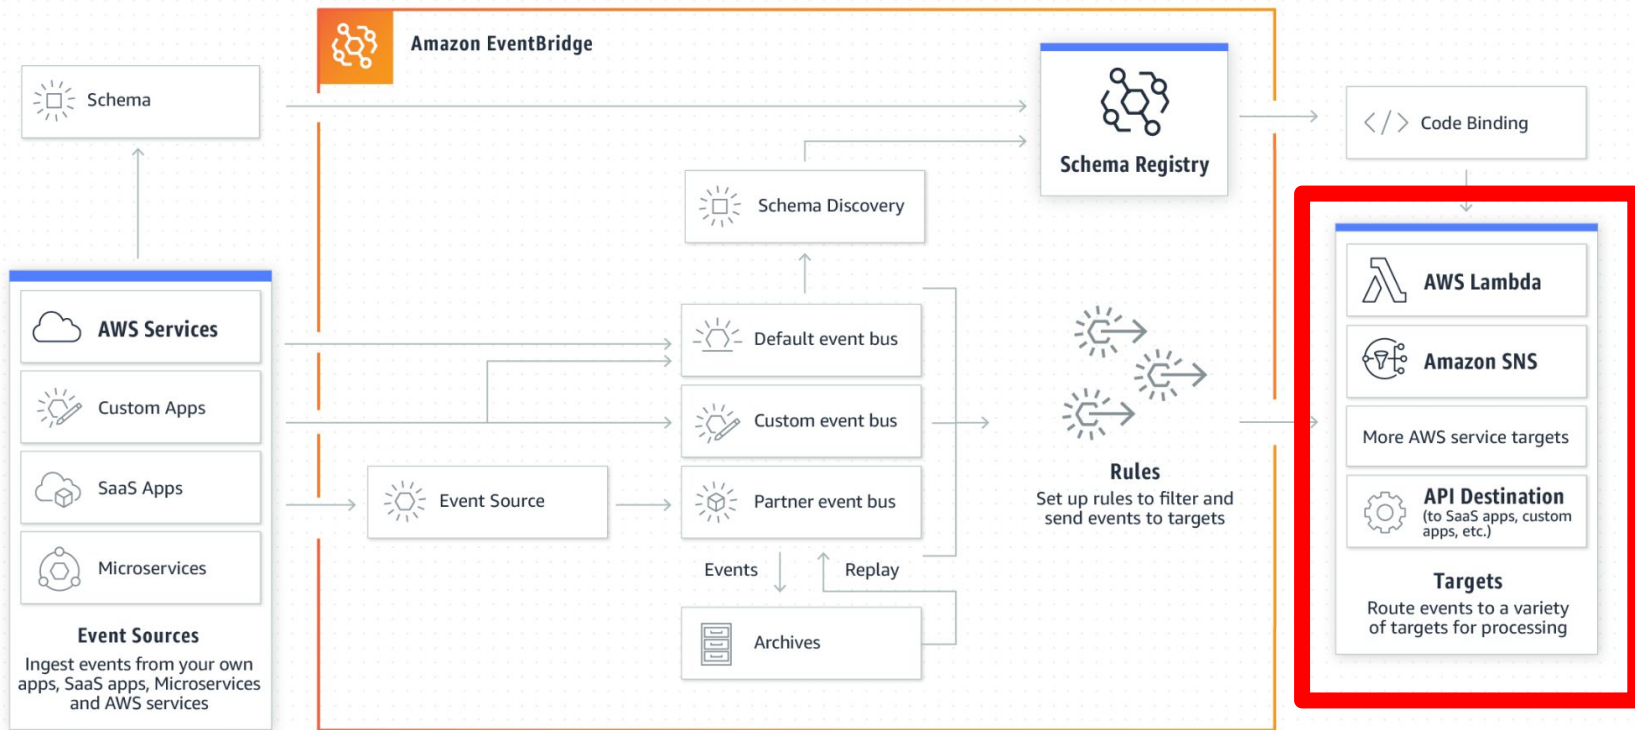 Amazon EventBridge
Schema
Schema Registry
</> Code Binding
Schema Discovery
AWS Services
Custom Apps
SaaS Apps
Microservices
Event Sources
Ingest events from your own
apps, SaaS apps, Microservices
and AWS services
Event Source
Default event bus
Custom event bus
Partner event bus
Events
Replay
Archives
Rules
Set up rules to filter and
send events to targets
AWS Lambda
Amazon SNS
More AWS service targets
API Destination
(to SaaS apps, custom
apps, etc.)
Targets
Route events to a variety
of targets for processing